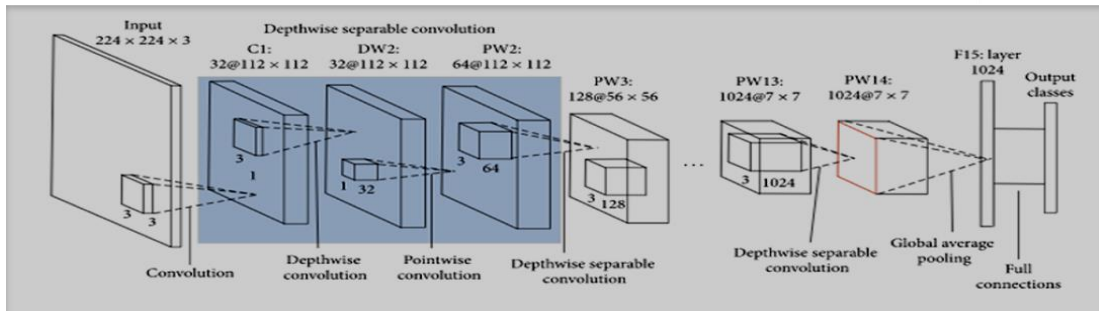 Input
224 × 224 × 3
Depthwise separable convolution
C1:
32@112 × 112
DW2:
32@112 × 112
PW2:
64@112 × 112
PW3:
128@56 × 56
PW13:
1024@7 × 7
PW14:
1024@7 × 7
F15: layer
1024
Output
classes
3
3
3
1
1
32
3
64
3
128
...
3
1024
Convolution
Depthwise
convolution
Pointwise
convolution
Depthwise separable
convolution
Depthwise separable
convolution
Global average
pooling
Full
connections